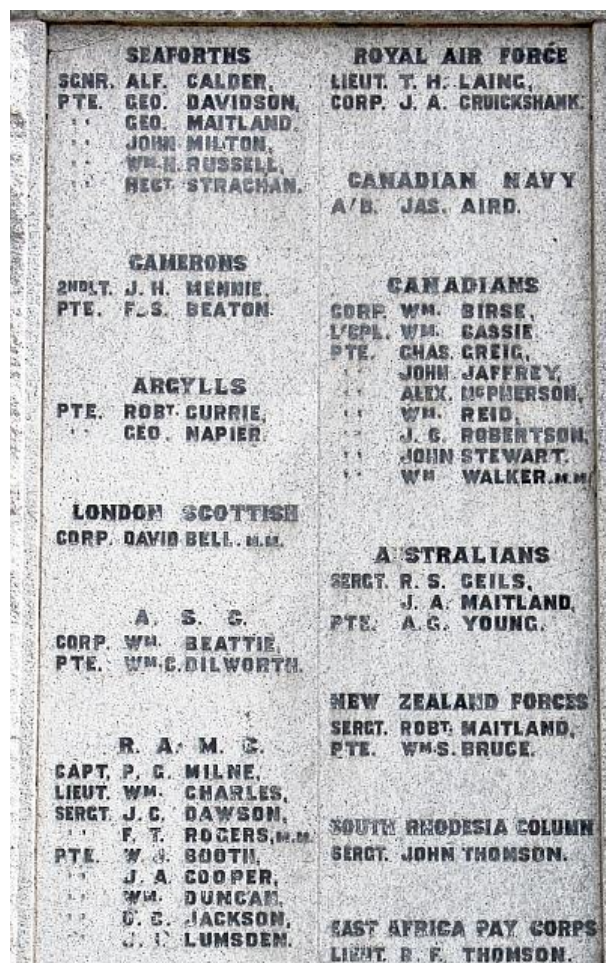 SEAFORTHS
SGNR. ALF. CALDER,
PTE. GEO. DAVIDSON,
" GEO. MAITLAND.
" JOHN MILTON,
" WM. H. RUSSELL,
" HECT. STRACHAN.
CAMERONS
2NDLT. J. H. MENNIE,
PTE. F. S. BEATON.
ARGYLLS
PTE. ROBT. CURRIE,
" GEO. NAPIER.
LONDON SCOTTISH
CORP. DAVID BELL. M.M.
A. S. C.
CORP. WM. BEATTIE,
PTE. WM. C. DILWORTH.
R. A. M. C.
CAPT. P. G. MILNE,
LIEUT. WM. CHARLES,
SERGT. J. C. DAWSON,
" F. T. ROGERS, M.M.
PTE. W. J. BOOTH,
" J. A. COOPER,
" WM. DUNCAN,
" JACKSON,
" J. LUMSDEN.
ROYAL AIR FORCE
LIEUT. T. H. LAING,
CORP. J. A. CRUICKSHANK.
CANADIAN NAVY
A/B. JAS. AIRD.
CANADIANS
CORP. WM. BIRSE,
L'CPL. WM. CASSIE
PTE. CHAS. GREIG,
" JOHN JAFFREY,
" ALEX. MCPHERSON,
" WM. REID,
" J. G. ROBERTSON,
" JOHN STEWART.
" WM WALKER. M.M.
AUSTRALIANS
SERGT. R. S. GEILS,
J. A. MAITLAND,
PTE. A. G. YOUNG.
NEW ZEALAND FORCES
SERGT. ROBT. MAITLAND,
PTE. WM. S. BRUCE.
SOUTH RHODESIA COLUMN
SERGT. JOHN THOMSON.
EAST AFRICA PAY CORPS
LIEUT. R. F. THOMSON.